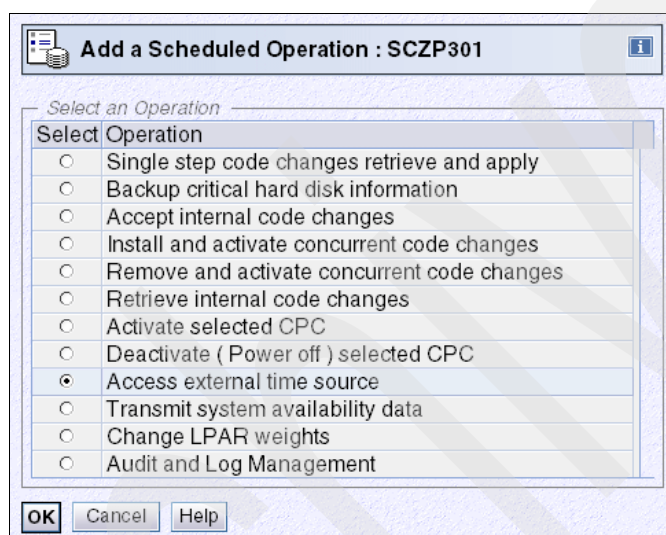 Add a Scheduled Operation : SCZP301
i
Select an Operation
Select Operation
Single step code changes retrieve and apply
Backup critical hard disk information
Accept internal code changes
Install and activate concurrent code changes
Remove and activate concurrent code changes
Retrieve internal code changes
Activate selected CPC
Deactivate ( Power off ) selected CPC
Access external time source
Transmit system availability data
Change LPAR weights
Audit and Log Management
OK Cancel Help